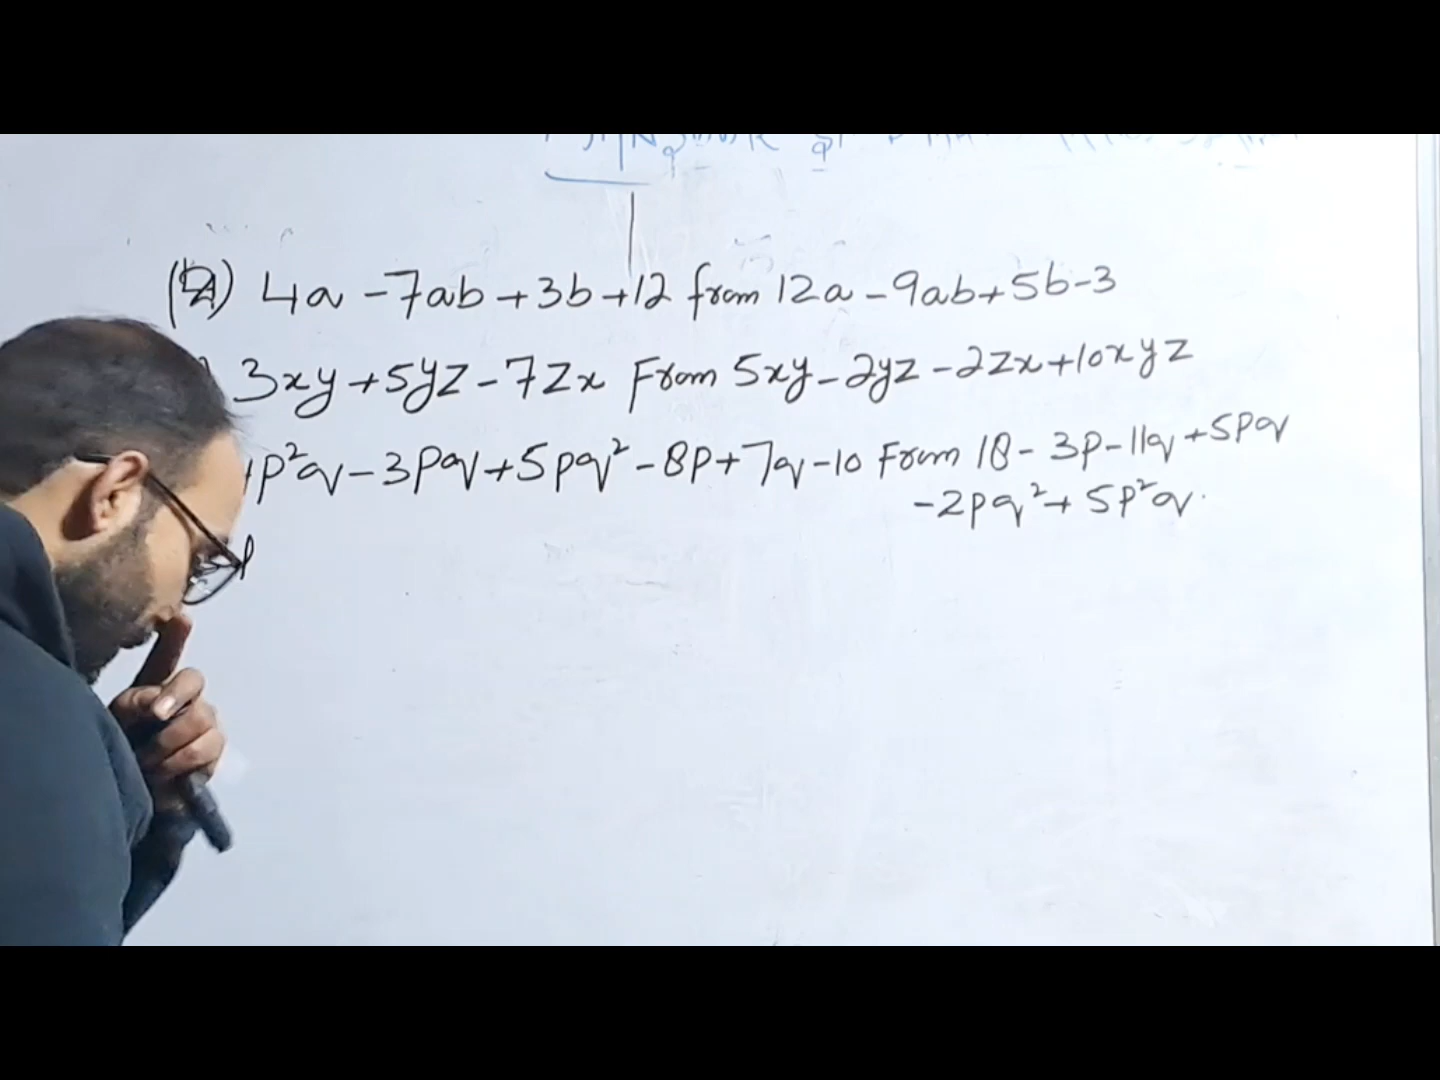 4a - 7ab + 3b + 12 from 12a - 9ab + 5b - 3
3xy + 5yz - 7zx From 5xy - 2yz - 2zx + 10xyz
p²q - 3pq + 5pq² - 8p + 7q - 10 From 18 - 3p - 11q + 5pq
- 2pq² + 5p²q.